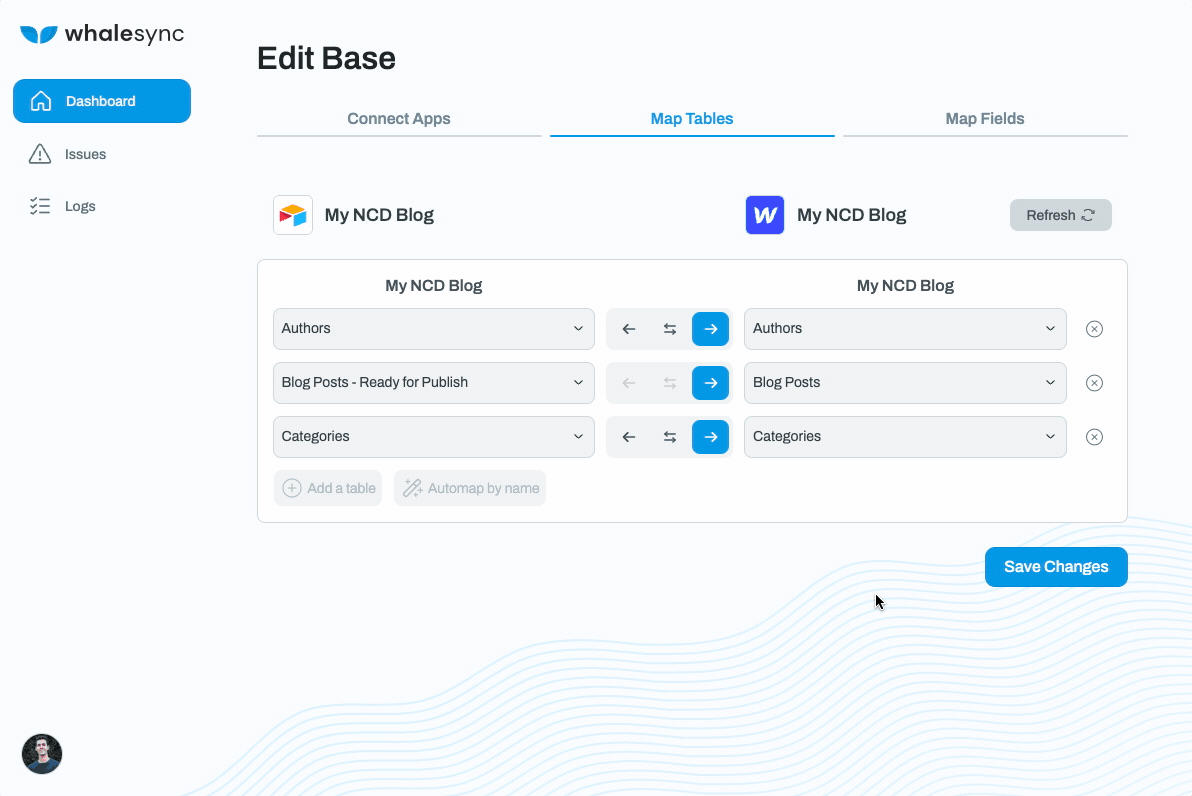 whalesync
Edit Base
Dashboard
Issues
Logs
Connect Apps
Map Tables
Map Fields
My NCD Blog
W My NCD Blog
Refresh
My NCD Blog
My NCD Blog
Authors
Authors
Blog Posts - Ready for Publish
Blog Posts
Categories
Categories
Add a table
Automap by name
Save Changes